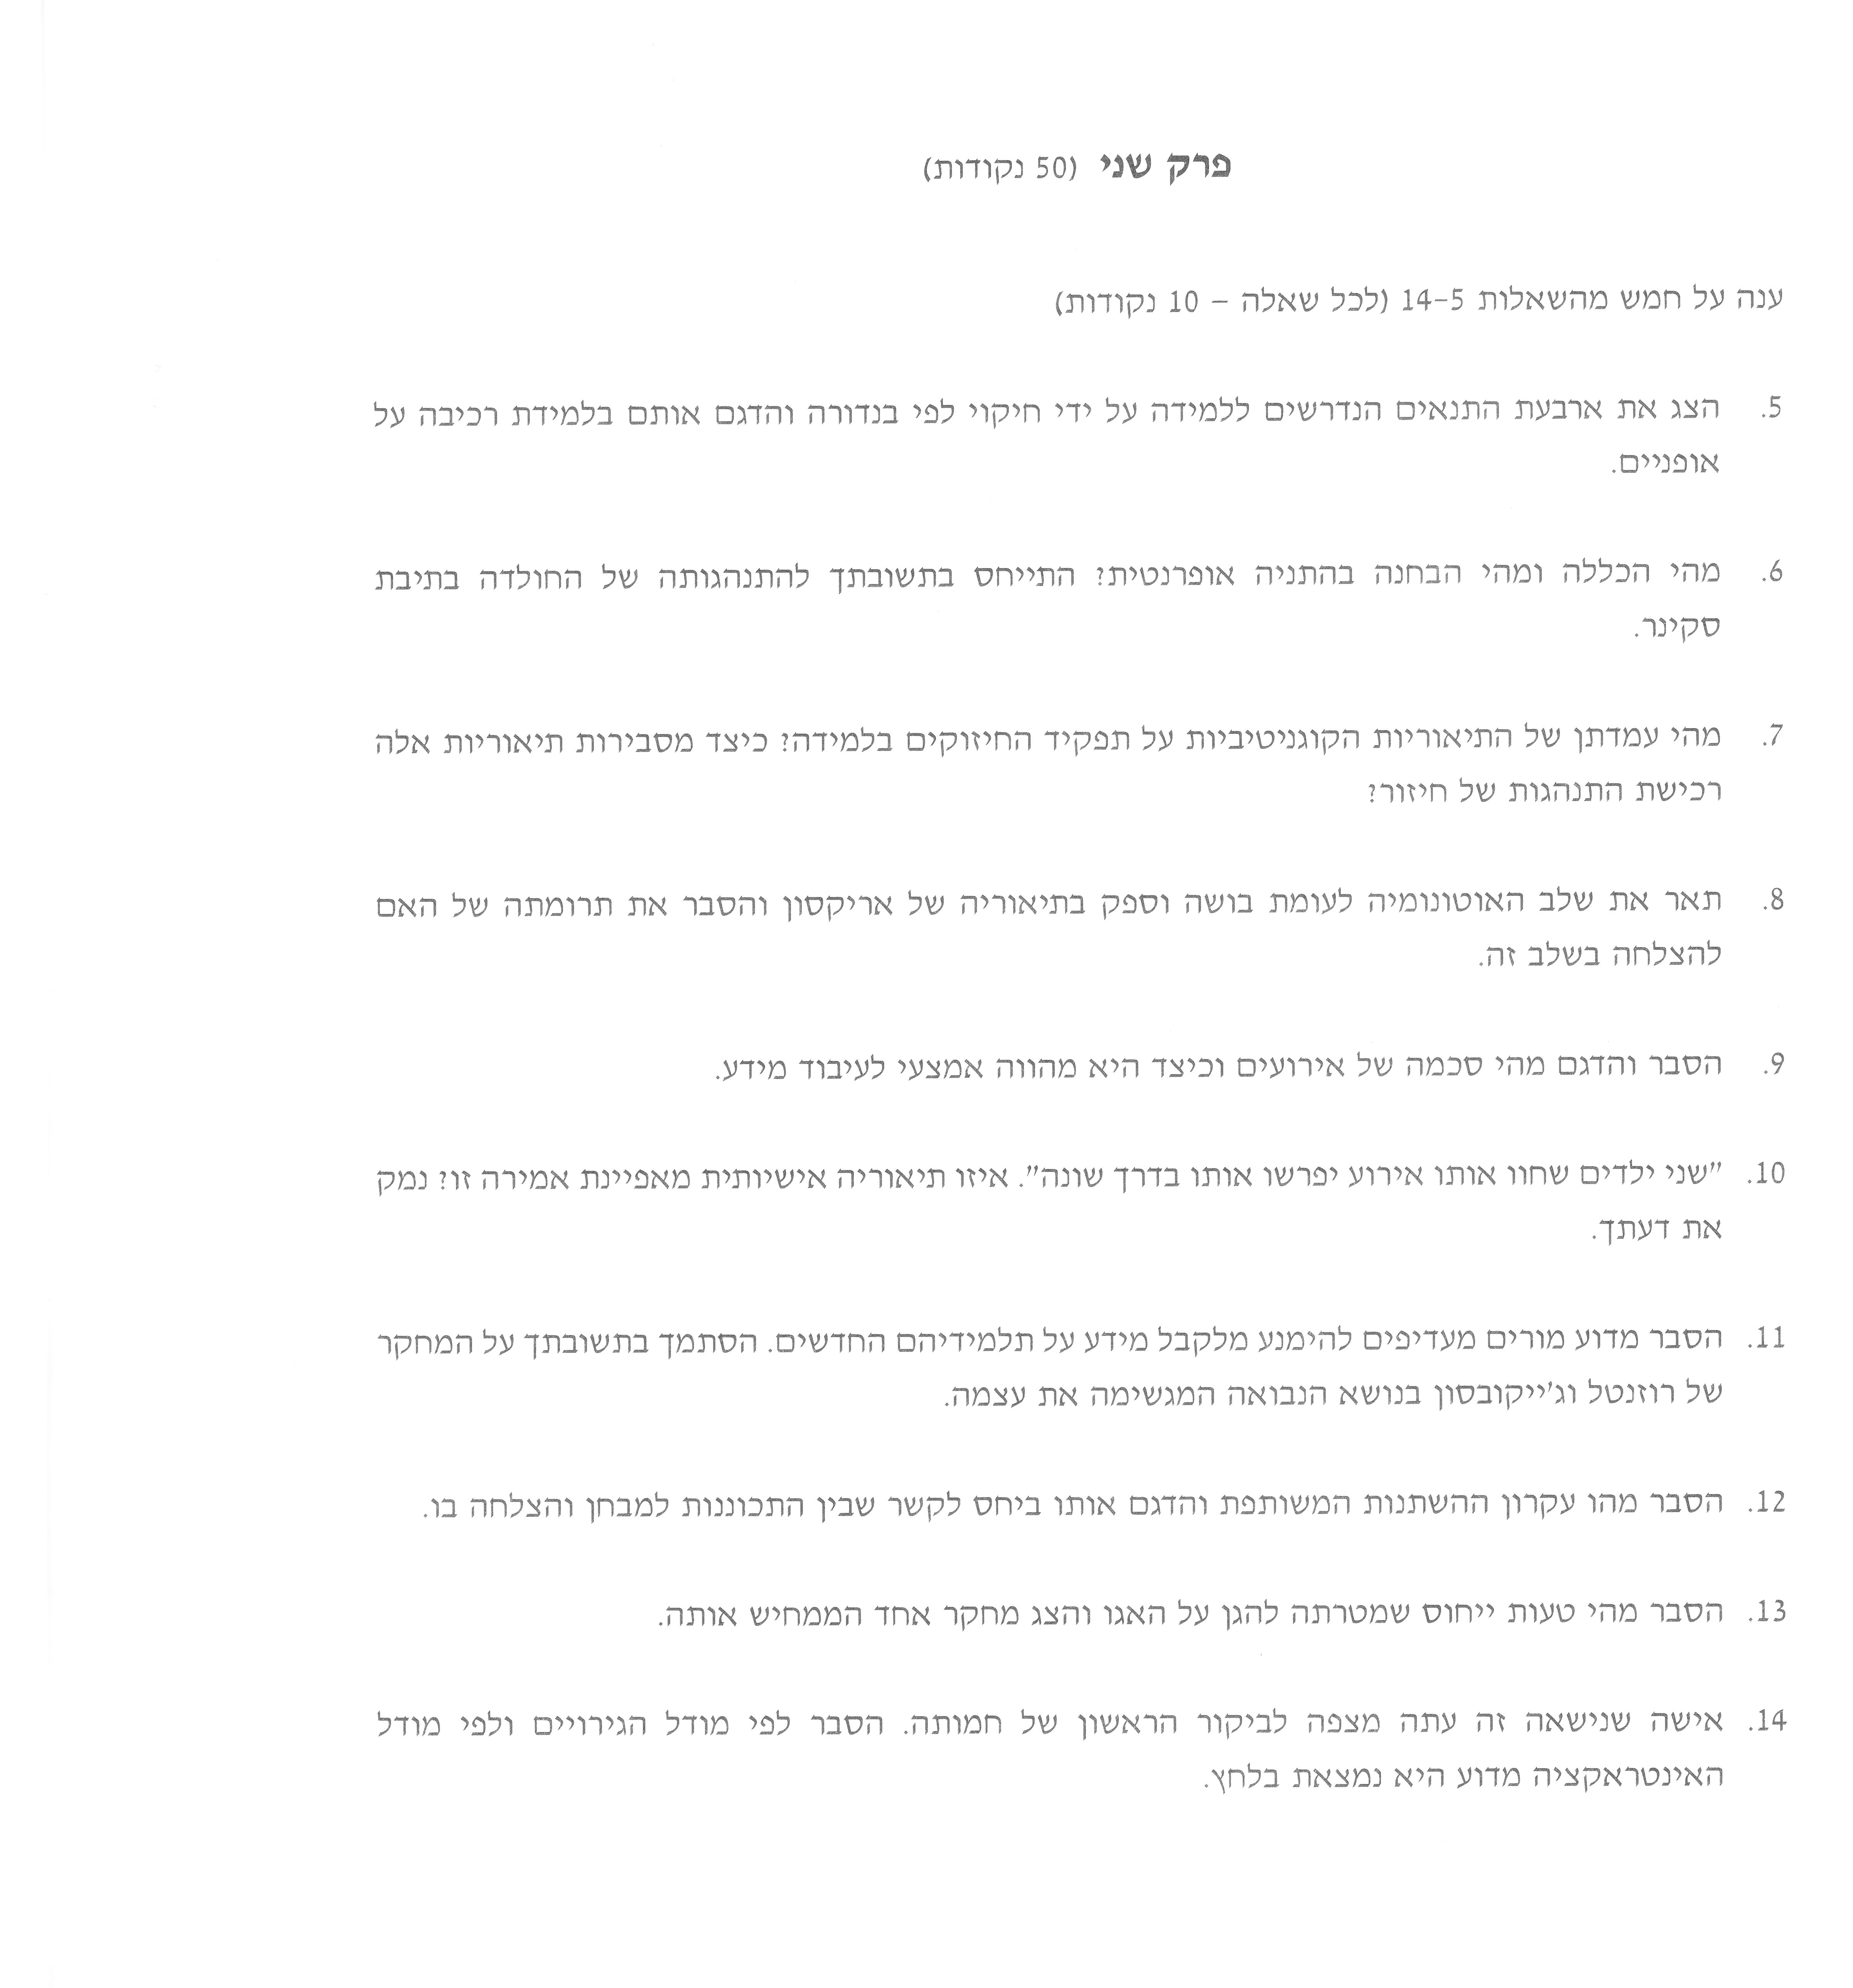 פרק שני (50 נקודות)
ענה על חמש מהשאלות 5–14 (לכל שאלה – 10 נקודות)
5. הצג את ארבעת התנאים הנדרשים ללמידה על ידי חיקוי לפי בנדורה והדגם אותם בלמידת רכיבה על
אופניים.
6. מהי הכללה ומהי הבחנה בהתניה אופרנטית? התייחס בתשובתך להתנהגותה של החולדה בתיבת
סקינר.
7. מהי עמדתן של התיאוריות הקוגניטיביות על תפקיד החיזוקים בלמידה? כיצד מסבירות תיאוריות אלה
רכישת התנהגות של חיזור?
8. תאר את שלב האוטונומיה לעומת בושה וספק בתיאוריה של אריקסון והסבר את תרומתה של האם
להצלחה בשלב זה.
9. הסבר והדגם מהי סכמה של אירועים וכיצד היא מהווה אמצעי לעיבוד מידע.
10. "שני ילדים שחוו אותו אירוע יפרשו אותו בדרך שונה". איזו תיאוריה אישיותית מאפיינת אמירה זו? נמק
את דעתך.
11. הסבר מדוע מורים מעדיפים להימנע מלקבל מידע על תלמידיהם החדשים. הסתמך בתשובתך על המחקר
של רוזנטל וג'ייקובסון בנושא הנבואה המגשימה את עצמה.
12. הסבר מהו עקרון ההשתנות המשותפת והדגם אותו ביחס לקשר שבין התכוננות למבחן והצלחה בו.
13. הסבר מהי טעות ייחוס שמטרתה להגן על האגו והצג מחקר אחד הממחיש אותה.
14. אישה שנישאה זה עתה מצפה לביקור הראשון של חמותה. הסבר לפי מודל הגירויים ולפי מודל
האינטראקציה מדוע היא נמצאת בלחץ.